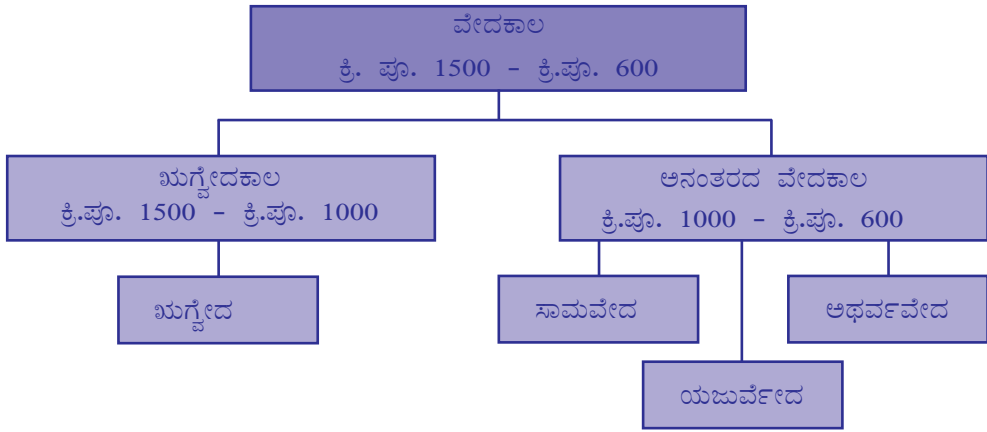 ವೇದಕಾಲ
ಕ್ರಿ. ಪೂ. 1500 - ಕ್ರಿ.ಪೂ. 600
ಋಗ್ವೇದಕಾಲ
ಕ್ರಿ.ಪೂ. 1500 - ಕ್ರಿ.ಪೂ. 1000
ಅನಂತರದ ವೇದಕಾಲ
ಕ್ರಿ.ಪೂ. 1000 - ಕ್ರಿ.ಪೂ. 600
ಋಗ್ವೇದ
ಸಾಮವೇದ
ಅಥರ್ವವೇದ
ಯಜುರ್ವೇದ